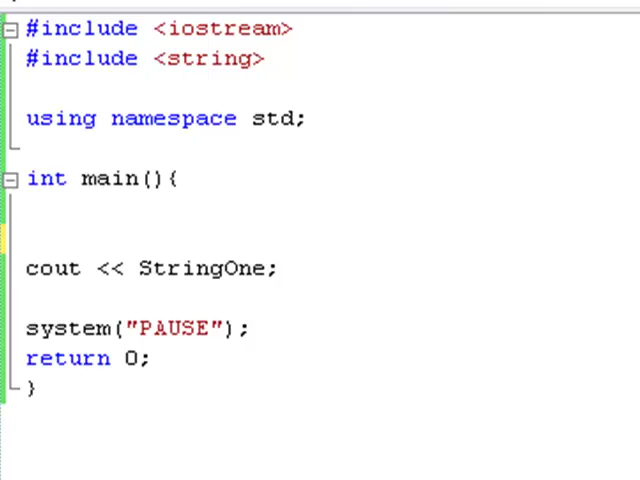 #include <iostream>
#include <string>
using namespace std;
int main(){
cout << StringOne;
system("PAUSE");
return 0;
}